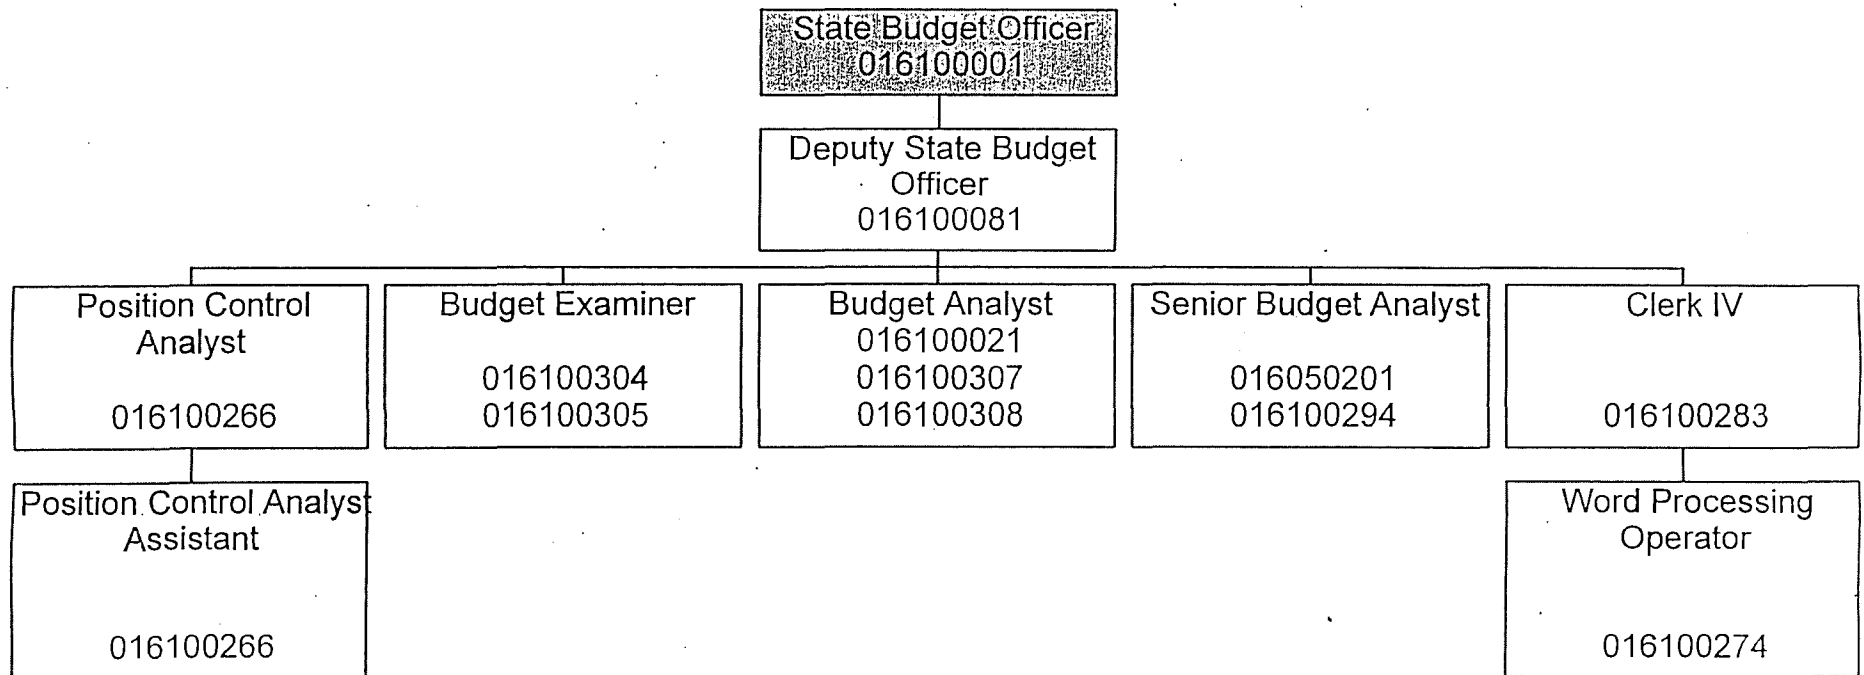 State Budget Officer
016100001
Deputy State Budget
Officer
016100081
Position Control
Analyst
016100266
Budget Examiner
016100304
016100305
Budget Analyst
016100021
016100307
016100308
Senior Budget Analyst
016050201
016100294
Clerk IV
016100283
Position Control Analyst
Assistant
016100266
Word Processing
Operator
016100274